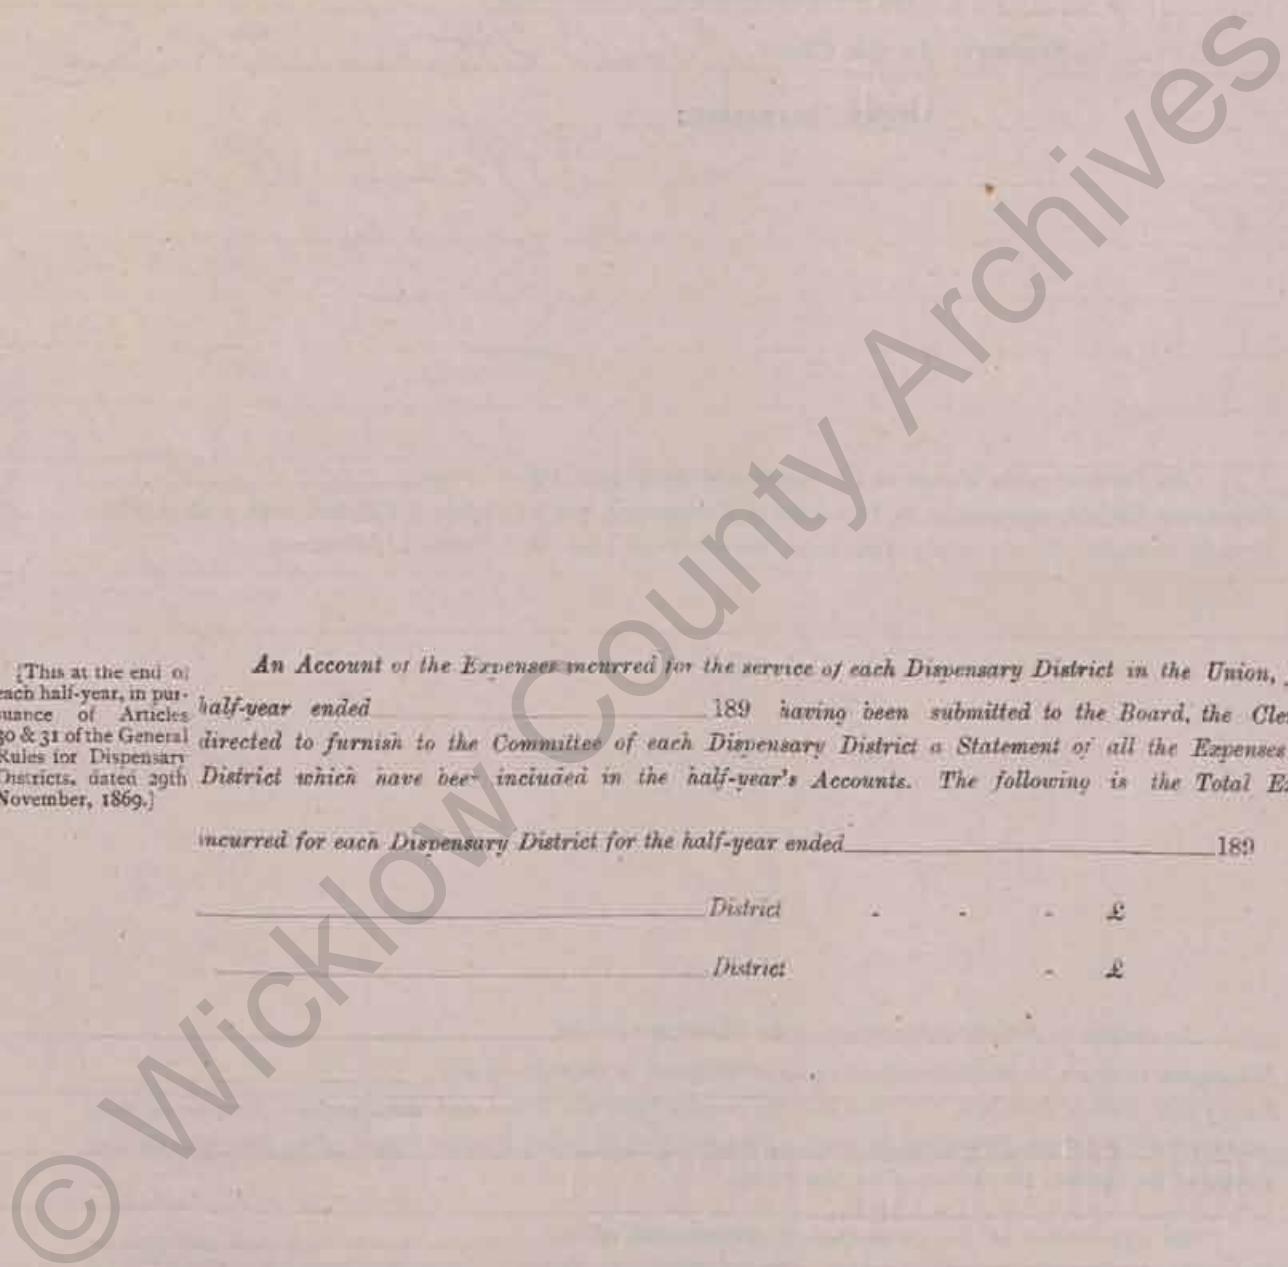 [This at the end of
each half-year, in pur-
suance of Articles
30 & 31 of the General
Rules for Dispensary
Districts, dated 29th
November, 1869.]
An Account of the Expenses incurred for the service of each Dispensary District in the Union,
half-year ended 189 having been submitted to the Board, the
directed to furnish to the Committee of each Dispensary District a Statement of all the Expenses
District which have been included in the half-year's Accounts. The following is the Total
incurred for each Dispensary District for the half-year ended 189
District - - - £
District - £
© Wicklow County Archives